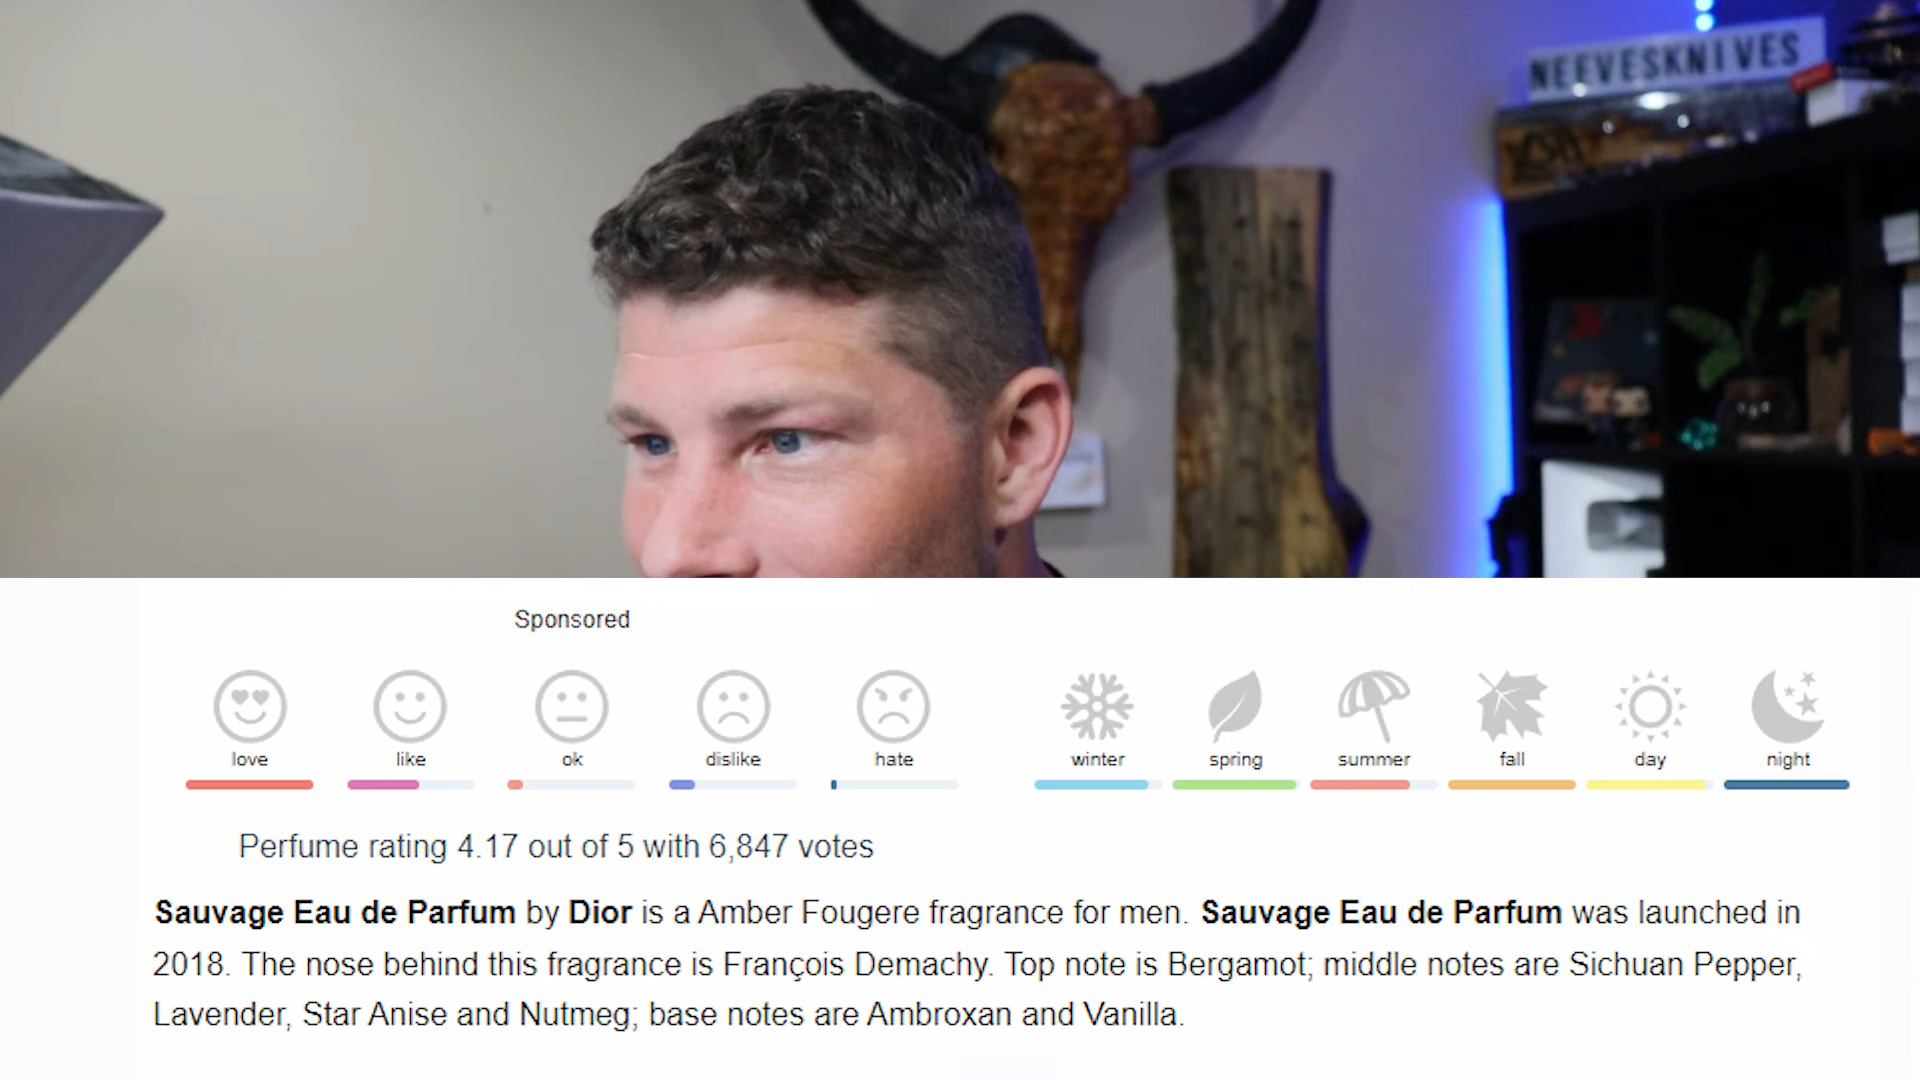 NEEVESKNIVES
Sponsored
love like ok dislike hate winter spring summer fall day night
Perfume rating 4.17 out of 5 with 6,847 votes
Sauvage Eau de Parfum by Dior is a Amber Fougere fragrance for men. Sauvage Eau de Parfum was launched in
2018. The nose behind this fragrance is François Demachy. Top note is Bergamot; middle notes are Sichuan Pepper,
Lavender, Star Anise and Nutmeg; base notes are Ambroxan and Vanilla.